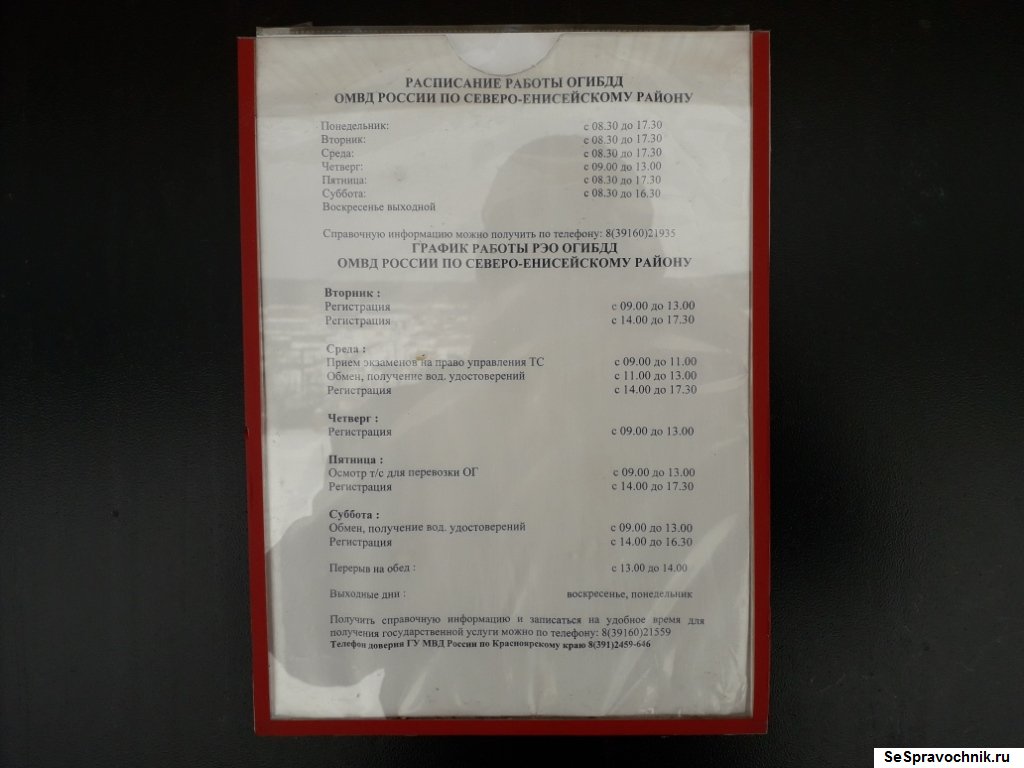 РАСПИСАНИЕ РАБОТЫ ОГИБДД
ОМВД РОССИИ ПО СЕВЕРО-ЕНИСЕЙСКОМУ РАЙОНУ
Понедельник: с 08.30 до 17.30
Вторник: с 08.30 до 17.30
Среда: с 08.30 до 17.30
Четверг: с 09.00 до 13.00
Пятница: с 08.30 до 17.30
Суббота: с 08.30 до 16.30
Воскресенье выходной
Справочную информацию можно получить по телефону: 8(39160)21935
ГРАФИК РАБОТЫ РЭО ОГИБДД
ОМВД РОССИИ ПО СЕВЕРО-ЕНИСЕЙСКОМУ РАЙОНУ
Вторник :
Регистрация с 09.00 до 13.00
Регистрация с 14.00 до 17.30
Среда :
Прием экзаменов на право управления ТС с 09.00 до 11.00
Обмен, получение вод. удостоверений с 11.00 до 13.00
Регистрация с 14.00 до 17.30
Четверг :
Регистрация с 09.00 до 13.00
Пятница :
Осмотр т/с для перевозки ОГ с 09.00 до 13.00
Регистрация с 14.00 до 17.30
Суббота :
Обмен, получение вод. удостоверений с 09.00 до 13.00
Регистрация с 14.00 до 16.30
Перерыв на обед : с 13.00 до 14.00
Выходные дни : воскресенье, понедельник
Получить справочную информацию и записаться на удобное время для
получения государственной услуги можно по телефону: 8(39160)21559
Телефон доверия ГУ МВД России по Красноярскому краю 8(391)2459-646
SeSpravochnik.ru